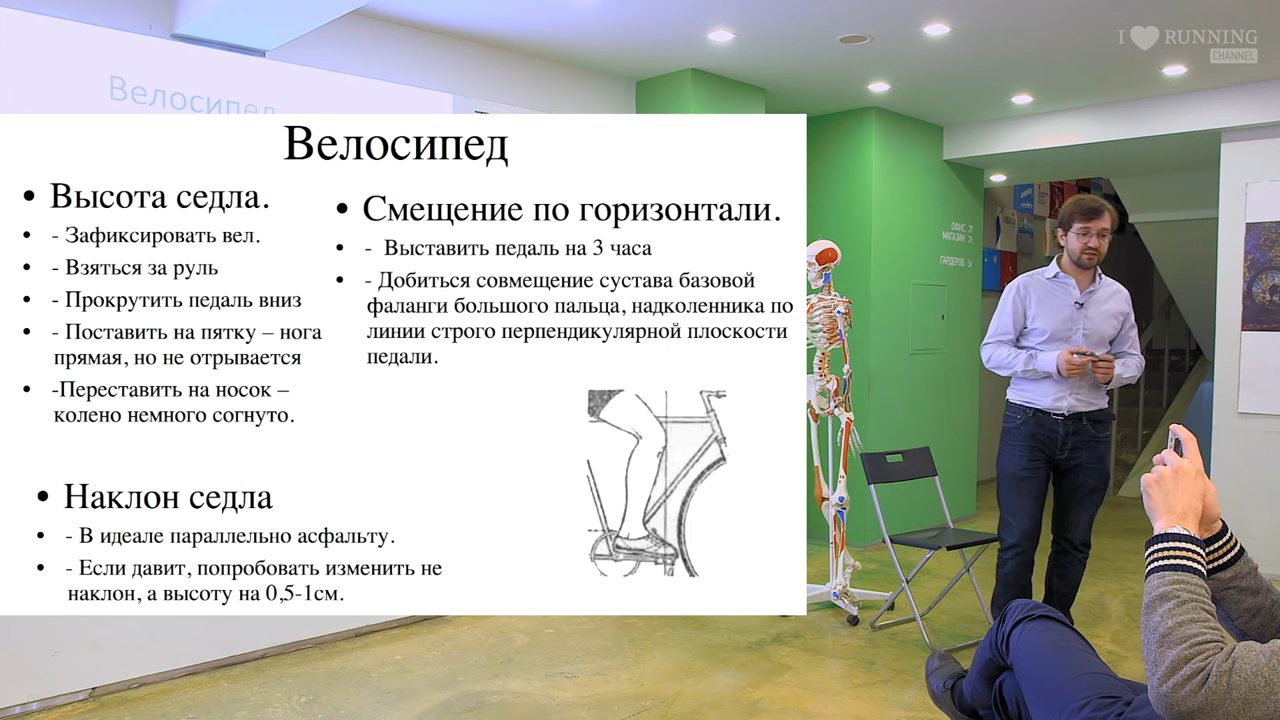 I RUNNING
CHANNEL
Велосипед
Велосипед
• Высота седла.
• - Зафиксировать вел.
• - Взяться за руль
• - Прокрутить педаль вниз
• - Поставить на пятку – нога
прямая, но не отрывается
• -Переставить на носок –
колено немного согнуто.
• Смещение по горизонтали.
• - Выставить педаль на 3 часа
• - Добиться совмещение сустава базовой
фаланги большого пальца, надколенника по
линии строго перпендикулярной плоскости
педали.
• Наклон седла
• - В идеале параллельно асфальту.
• - Если давит, попробовать изменить не
наклон, а высоту на 0,5-1см.
ОФИС
МАГАЗИН
ГАРДЕРОБ